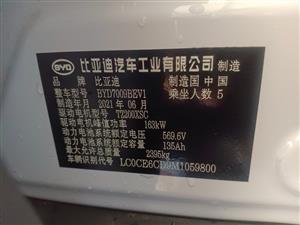 BYD 比亚迪汽车工业有限公司 制造
品牌 比亚迪 制造国 中国
整车型号 BYD7009BEV1 乘坐人数 5
制造年月 2021年06月
驱动电机型号 TZ200XSC
驱动电机峰值功率 163kW
动力电池系统额定电压 569.6V
动力电池系统额定容量 135Ah
最大允许总质量 2395kg
车辆识别代号 LC0CE6CD9M1059800